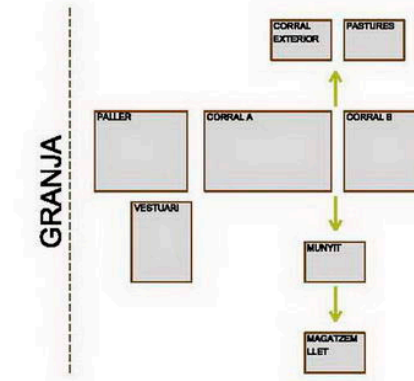 GRANJA
CORRAL
EXTERIOR
PASTURES
PALLER
CORRAL A
CORRAL B
VESTUARI
MUNYIT
MAGATZEM
LLET